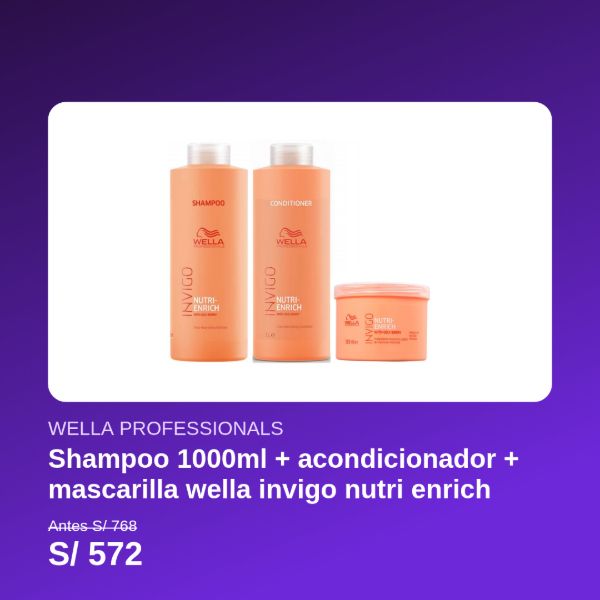 SHAMPOO
WELLA
INVIGO
NUTRI-
ENRICH
CONDITIONER
WELLA
INVIGO
NUTRI-
ENRICH
WELLA
INVIGO
NUTRI-
ENRICH
WELLA PROFESSIONALS
Shampoo 1000ml + acondicionador +
mascarilla wella invigo nutri enrich
Antes S/ 768
S/ 572